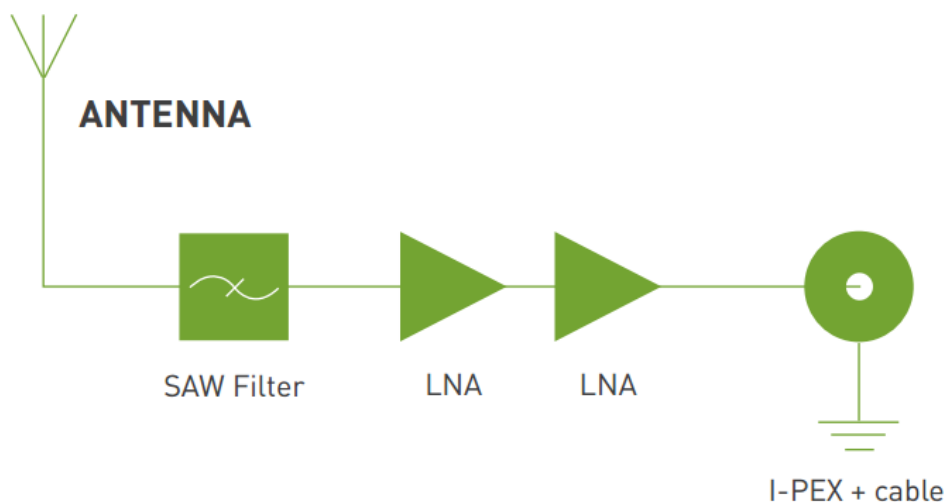 ANTENNA
SAW Filter
LNA
LNA
I-PEX + cable